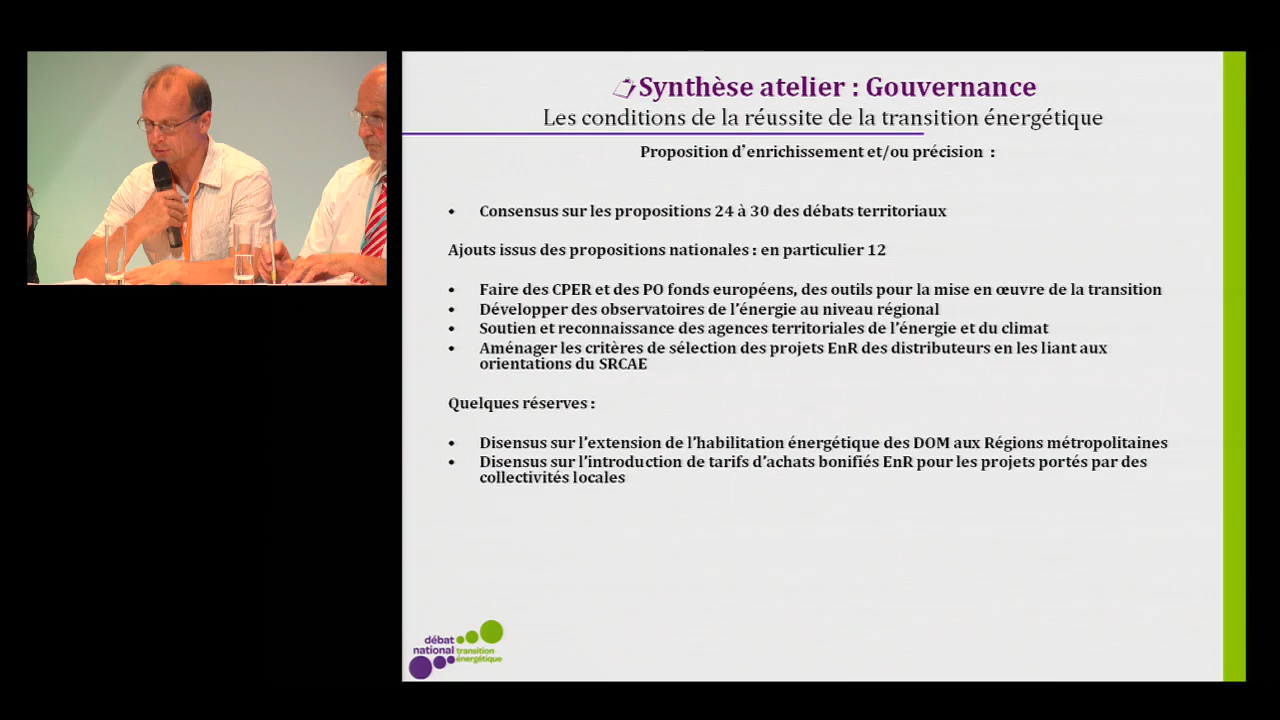 Synthèse atelier : Gouvernance
Les conditions de la réussite de la transition énergétique
Proposition d’enrichissement et/ou précision :
• Consensus sur les propositions 24 à 30 des débats territoriaux
Ajouts issus des propositions nationales : en particulier 12
• Faire des CPER et des PO fonds européens, des outils pour la mise en œuvre de la transition
• Développer des observatoires de l’énergie au niveau régional
• Soutien et reconnaissance des agences territoriales de l’énergie et du climat
• Aménager les critères de sélection des projets EnR des distributeurs en les liant aux
orientations du SRCAE
Quelques réserves :
• Disensus sur l’extension de l’habilitation énergétique des DOM aux Régions métropolitaines
• Disensus sur l’introduction de tarifs d’achats bonifiés EnR pour les projets portés par des
collectivités locales
débat
national transition
énergétique